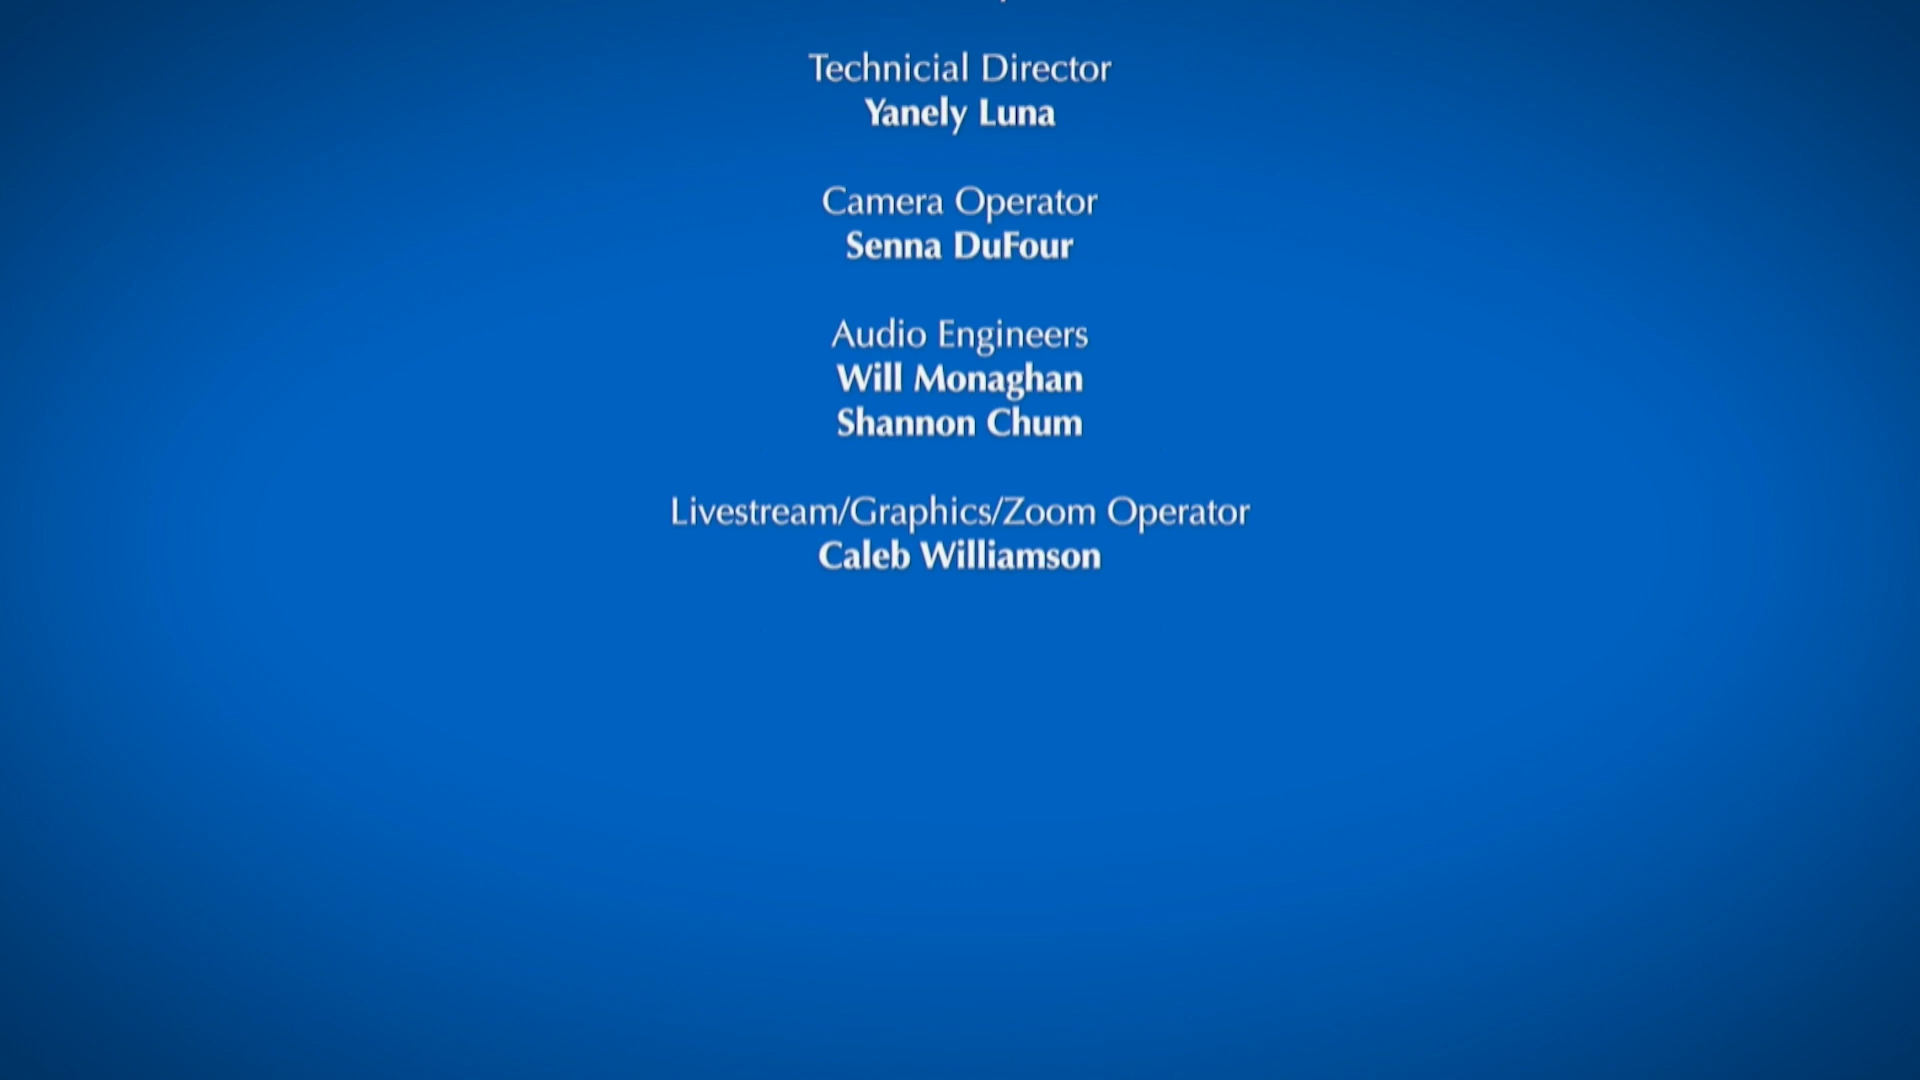 Technicial Director
Yanely Luna
Camera Operator
Senna DuFour
Audio Engineers
Will Monaghan
Shannon Chum
Livestream/Graphics/Zoom Operator
Caleb Williamson